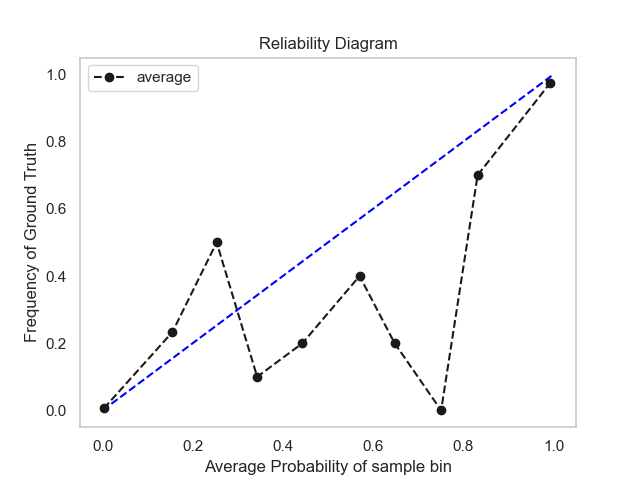 Reliability Diagram
average
Frequency of Ground Truth
1.0
0.8
0.6
0.4
0.2
0.0
0.0 0.2 0.4 0.6 0.8 1.0
Average Probability of sample bin